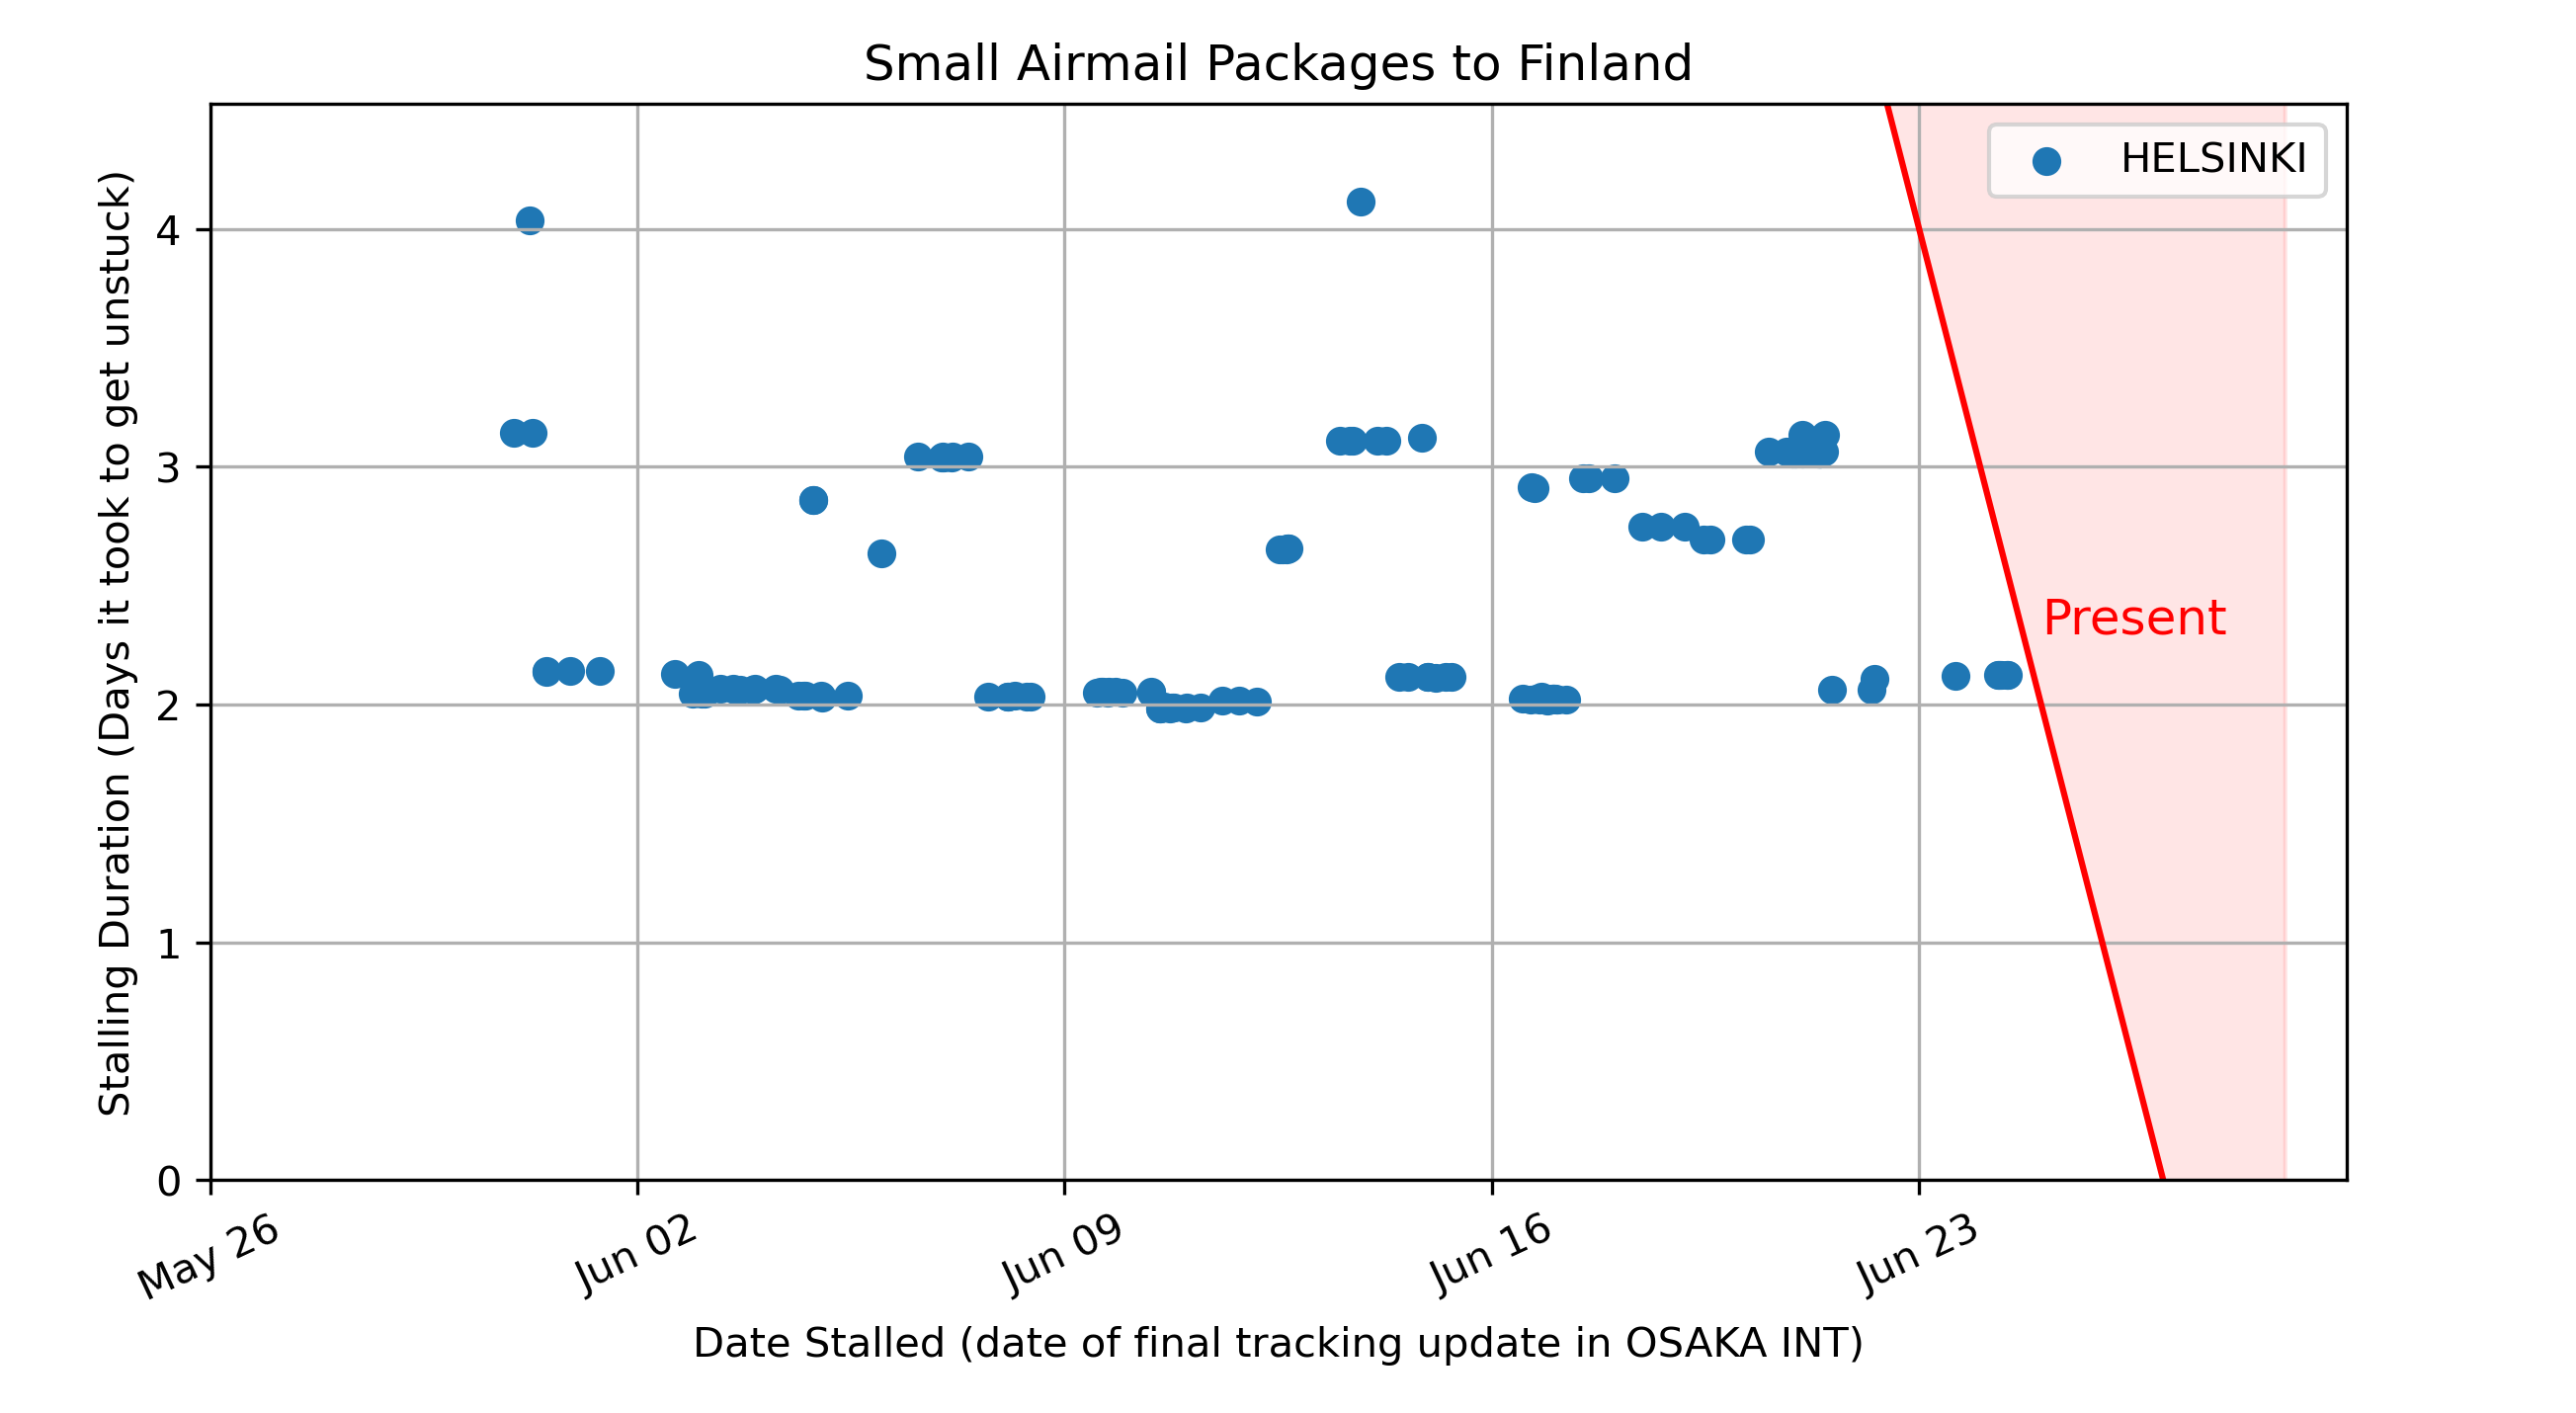 Small Airmail Packages to Finland
HELSINKI
Present
Stalling Duration (Days it took to get unstuck)
4
3
2
1
0
May 26
Jun 02
Jun 09
Jun 16
Jun 23
Date Stalled (date of final tracking update in OSAKA INT)